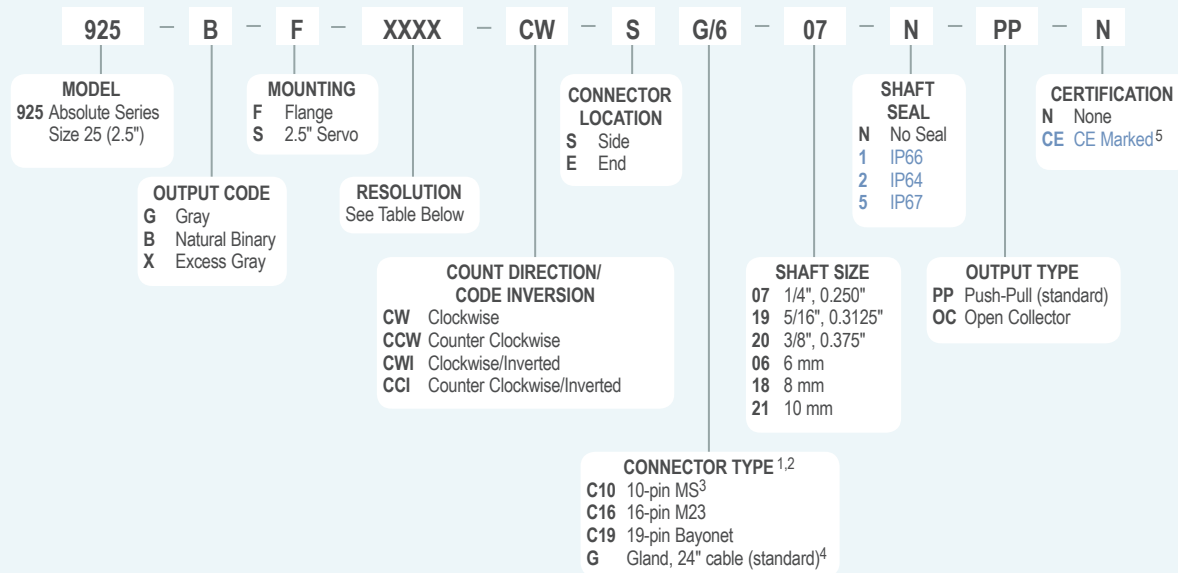 925 – B – F – XXXX – CW – S G/6 – 07 – N – PP – N
MODEL
925 Absolute Series
Size 25 (2.5")
MOUNTING
F Flange
S 2.5" Servo
CONNECTOR
LOCATION
S Side
E End
SHAFT
SEAL
N No Seal
1 IP66
2 IP64
5 IP67
CERTIFICATION
N None
CE CE Marked5
OUTPUT CODE
G Gray
B Natural Binary
X Excess Gray
RESOLUTION
See Table Below
COUNT DIRECTION/
CODE INVERSION
CW Clockwise
CCW Counter Clockwise
CWI Clockwise/Inverted
CCI Counter Clockwise/Inverted
SHAFT SIZE
07 1/4", 0.250"
19 5/16", 0.3125"
20 3/8", 0.375"
06 6 mm
18 8 mm
21 10 mm
OUTPUT TYPE
PP Push-Pull (standard)
OC Open Collector
CONNECTOR TYPE 1,2
C10 10-pin MS3
C16 16-pin M23
C19 19-pin Bayonet
G Gland, 24" cable (standard)4